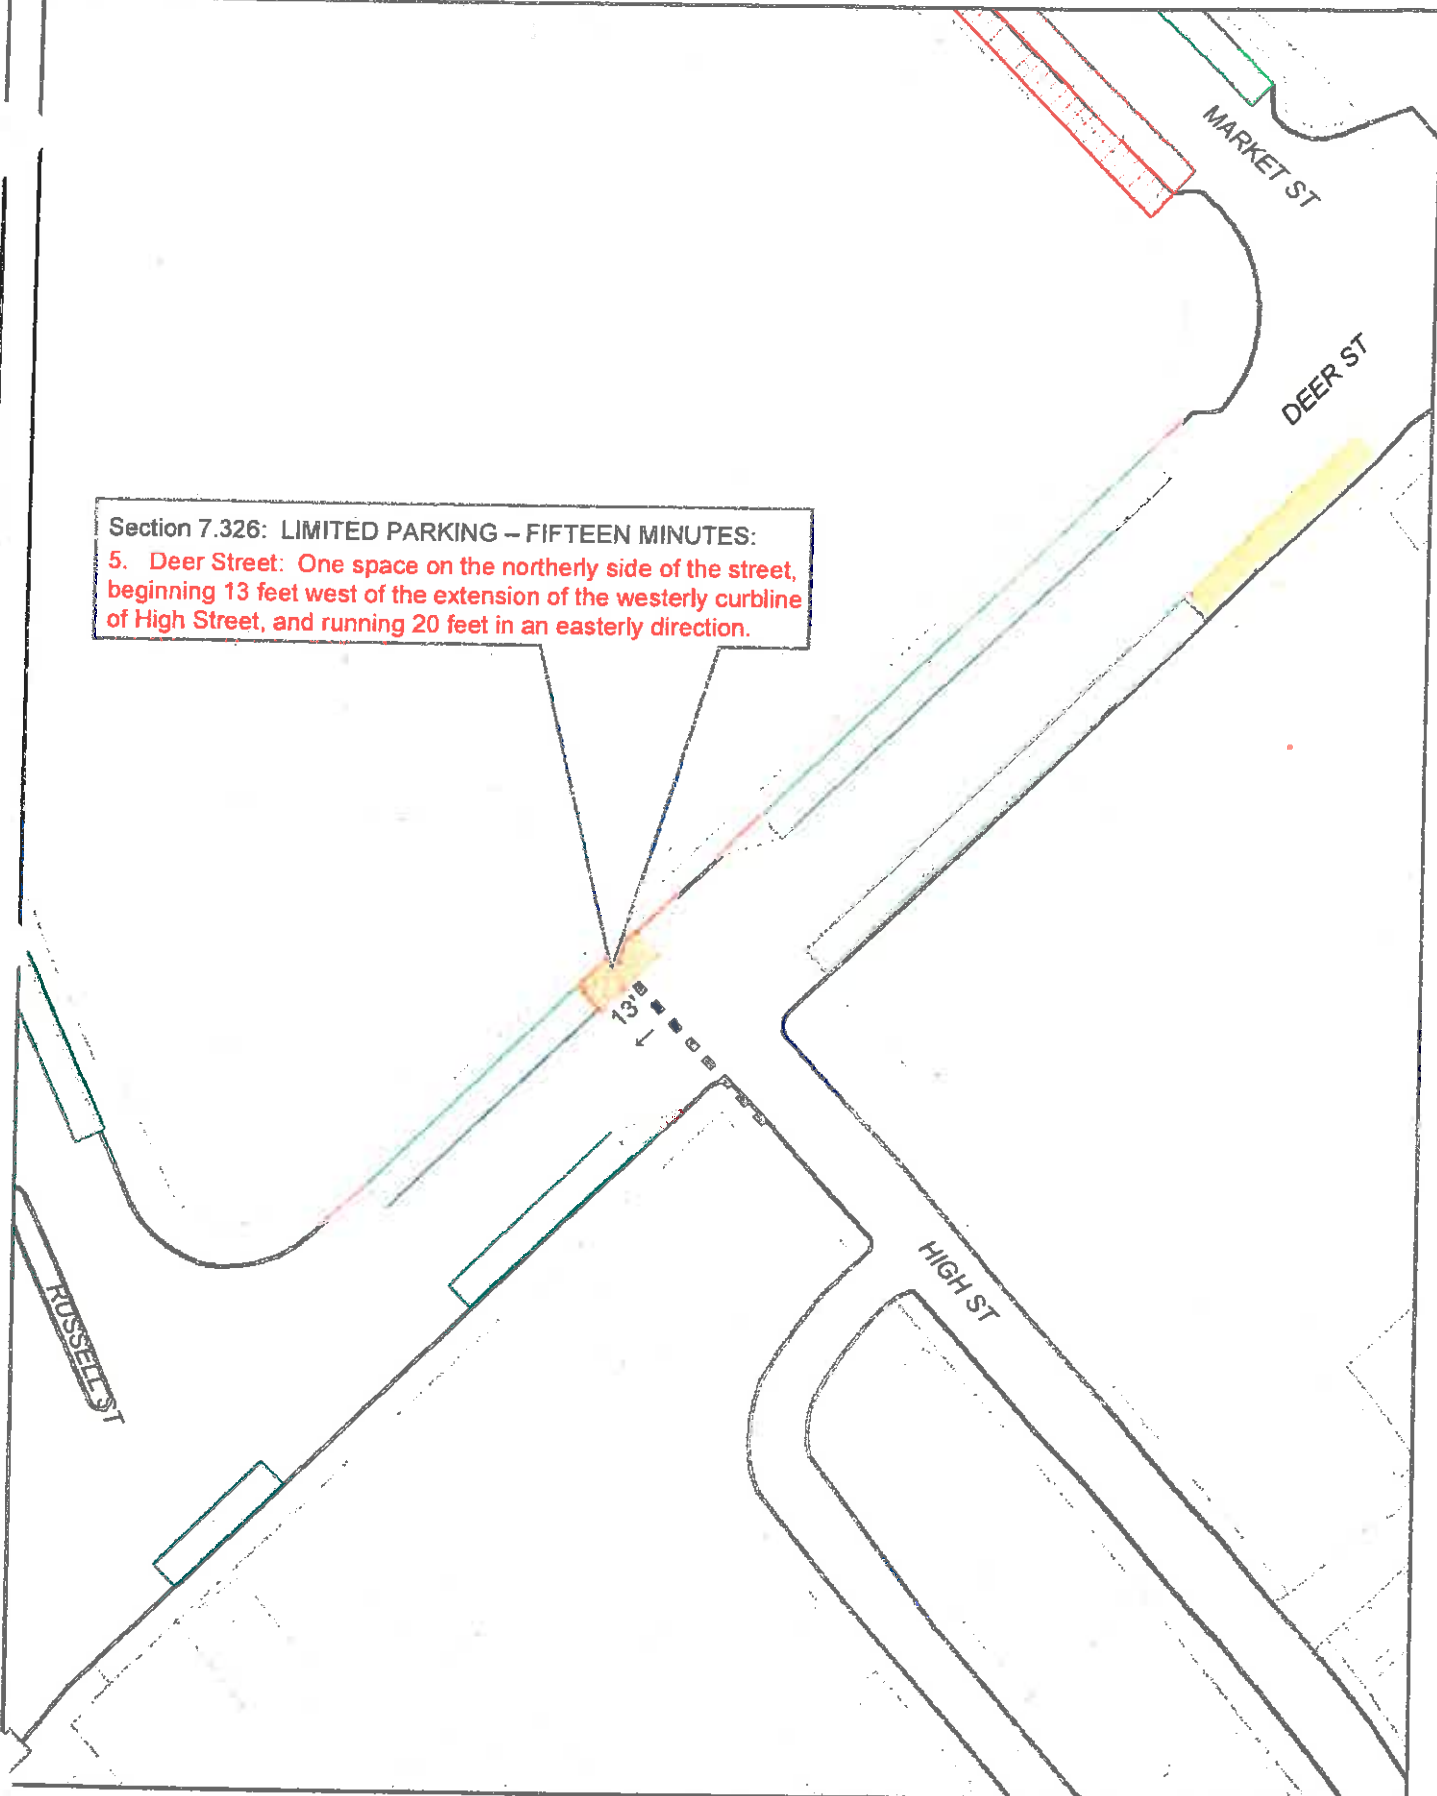 MARKET ST
DEER ST
Section 7.326: LIMITED PARKING – FIFTEEN MINUTES:
5. Deer Street: One space on the northerly side of the street,
beginning 13 feet west of the extension of the westerly curbline
of High Street, and running 20 feet in an easterly direction.
13'
HIGH ST
RUSSELL ST